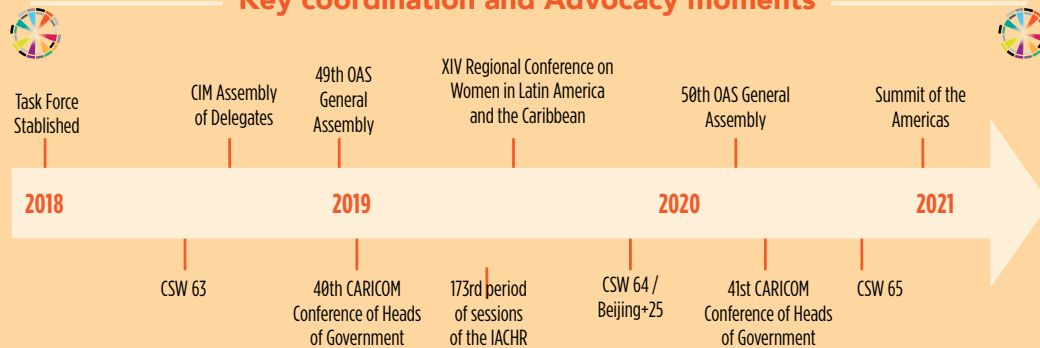 Key coordination and Advocacy moments
Task Force
Stablished
CIM Assembly
of Delegates
49th OAS
General
Assembly
XIV Regional Conference on
Women in Latin America
and the Caribbean
50th OAS General
Assembly
Summit of the
Americas
2018
2019
2020
2021
CSW 63
40th CARICOM
Conference of Heads
of Government
173rd period
of sessions
of the IACHR
CSW 64 /
Beijing+25
41st CARICOM
Conference of Heads
of Government
CSW 65